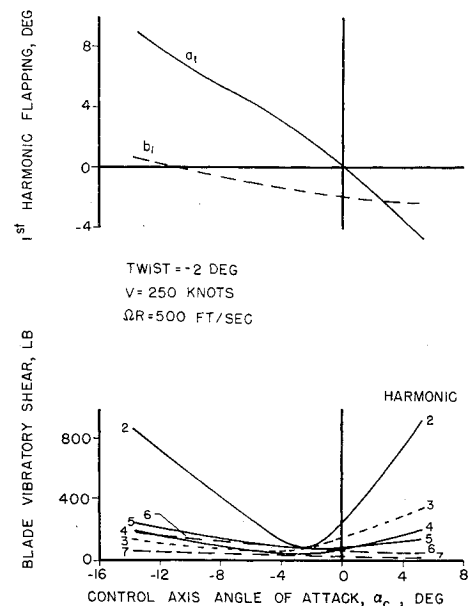 1st HARMONIC FLAPPING, DEG
8
4
0
-4
a₁
b₁
TWIST = -2 DEG
V = 250 KNOTS
ΩR = 500 FT/SEC
BLADE VIBRATORY SHEAR, LB
800
400
0
HARMONIC
2
5
6
4
3
7
2
3
4
5
6
7
-16
-12
-8
-4
0
4
8
CONTROL AXIS ANGLE OF ATTACK, αc, DEG